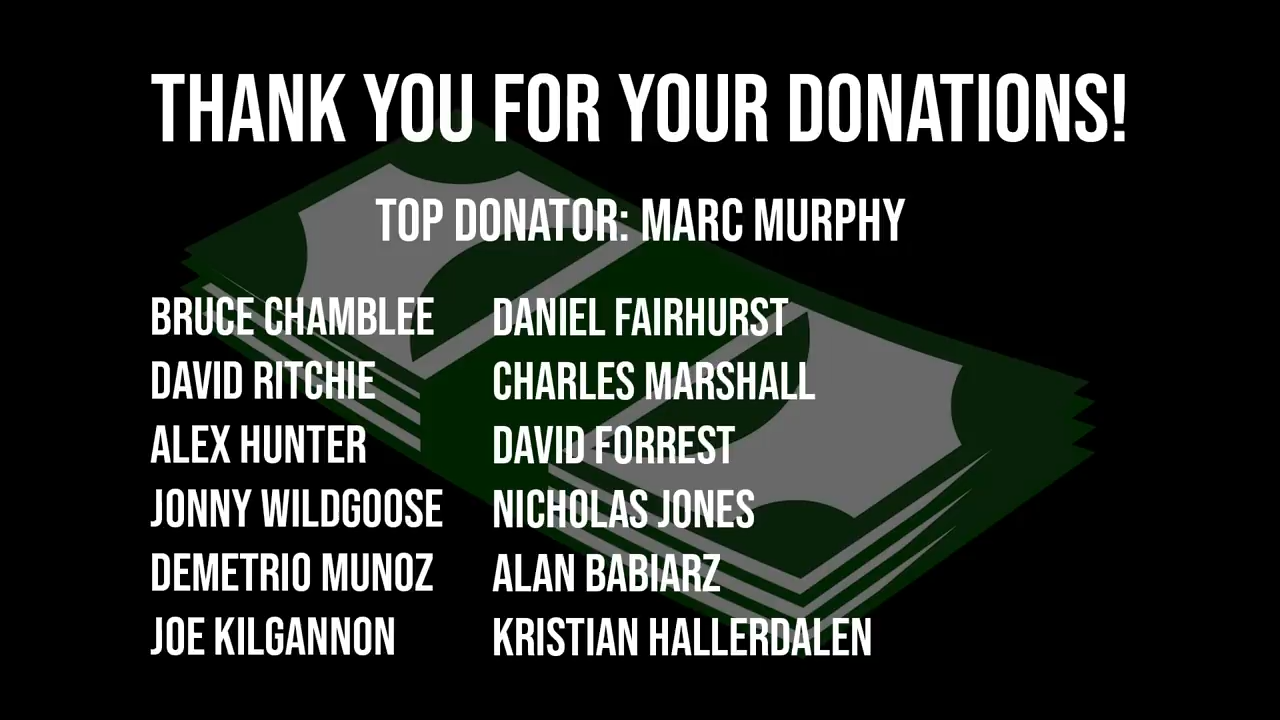 THANK YOU FOR YOUR DONATIONS!
TOP DONATOR: MARC MURPHY
BRUCE CHAMBLEE
DAVID RITCHIE
ALEX HUNTER
JONNY WILDGOOSE
DEMETRIO MUNOZ
JOE KILGANNON
DANIEL FAIRHURST
CHARLES MARSHALL
DAVID FORREST
NICHOLAS JONES
ALAN BABIARZ
KRISTIAN HALLERDALEN